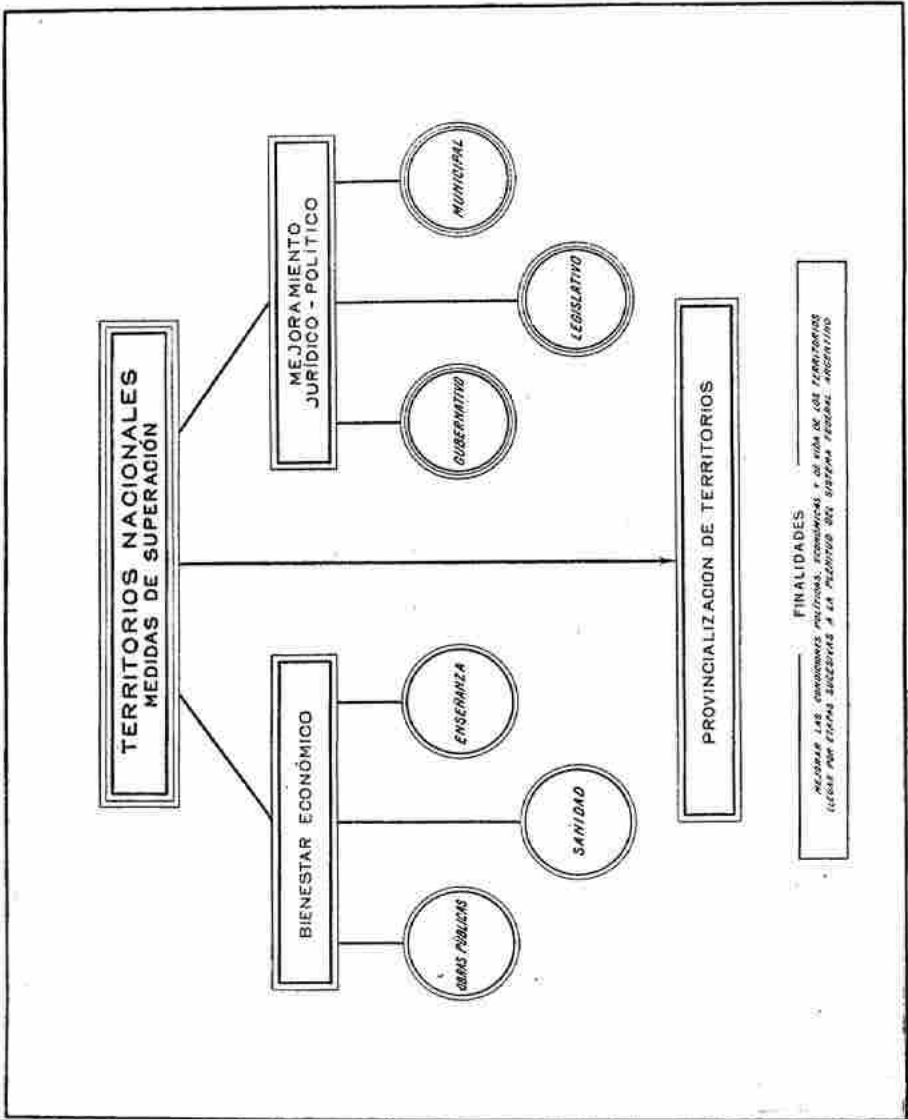 TERRITORIOS NACIONALES
MEDIDAS DE SUPERACIÓN
BIENESTAR ECONÓMICO
OBRAS PÚBLICAS
SANIDAD
ENSEÑANZA
MEJORAMIENTO
JURÍDICO - POLÍTICO
GUBERNATIVO
LEGISLATIVO
MUNICIPAL
PROVINCIALIZACION DE TERRITORIOS
FINALIDADES
MEJORAR LAS CONDICIONES POLÍTICAS, ECONÓMICAS Y DE VIDA DE LOS TERRITORIOS
LLEGAR POR ETAPAS SUCESIVAS A LA PLENITUD DEL SISTEMA FEDERAL ARGENTINO